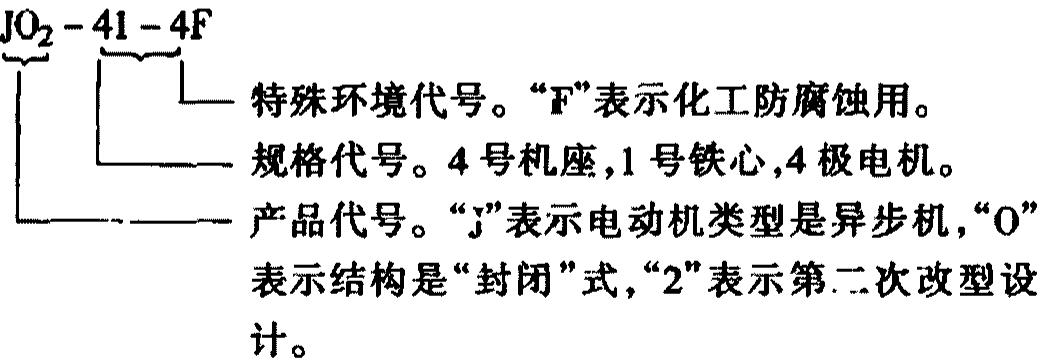 JO₂-41-4F
特殊环境代号。“F”表示化工防腐蚀用。
规格代号。4号机座,1号铁心,4极电机。
产品代号。“J”表示电动机类型是异步机,“O”
表示结构是“封闭”式,“2”表示第二次改型设
计。